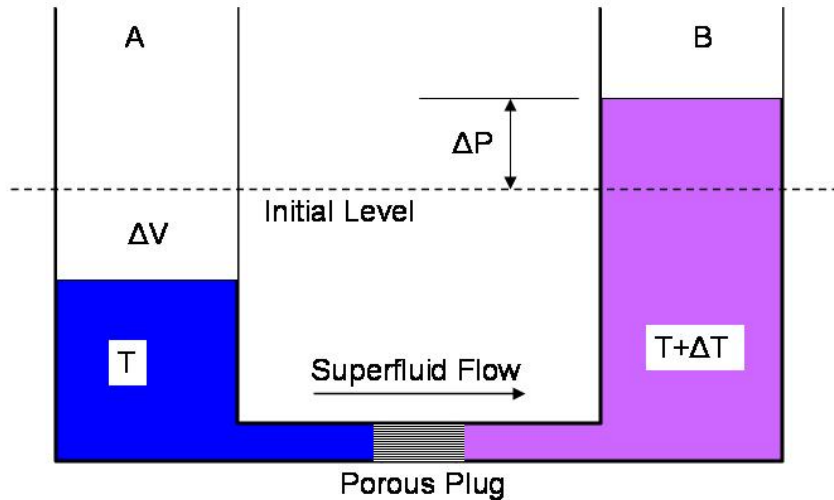 A
B
ΔP
Initial Level
ΔV
T
T+ΔT
Superfluid Flow
Porous Plug